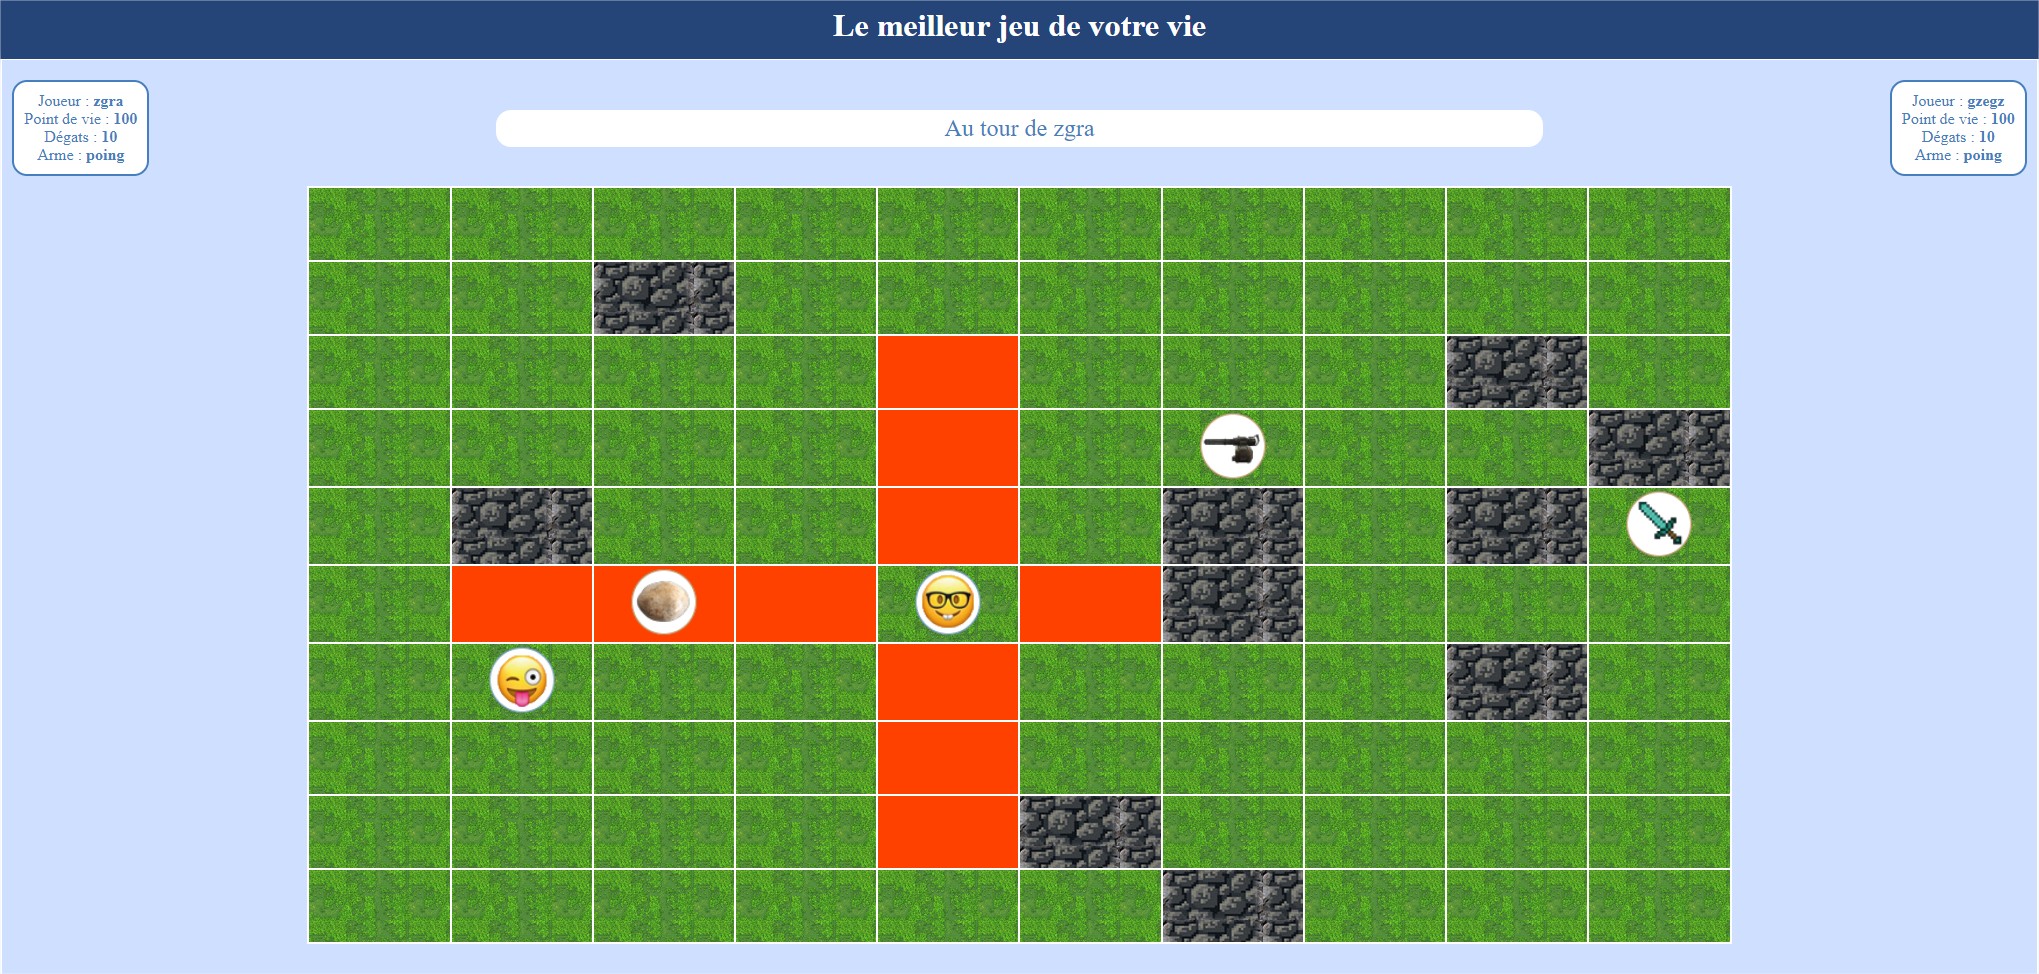 Le meilleur jeu de votre vie
Joueur : zgra
Point de vie : 100
Dégats : 10
Arme : poing
Au tour de zgra
Joueur : gzegz
Point de vie : 100
Dégats : 10
Arme : poing